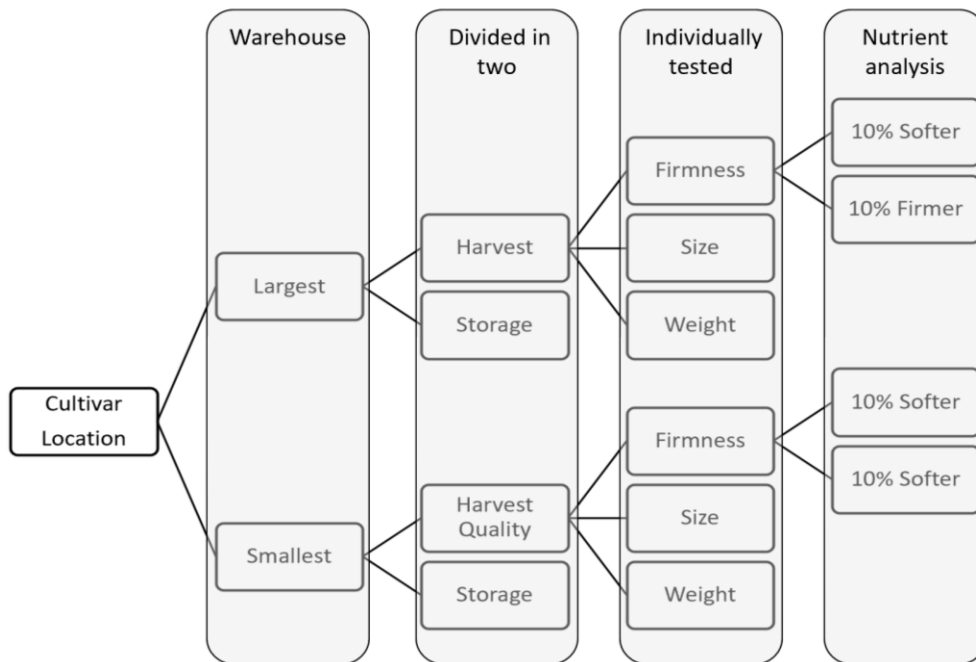 Warehouse
Divided in
two
Individually
tested
Nutrient
analysis
Cultivar
Location
Largest
Smallest
Harvest
Storage
Harvest
Quality
Storage
Firmness
Size
Weight
Firmness
Size
Weight
10% Softer
10% Firmer
10% Softer
10% Softer